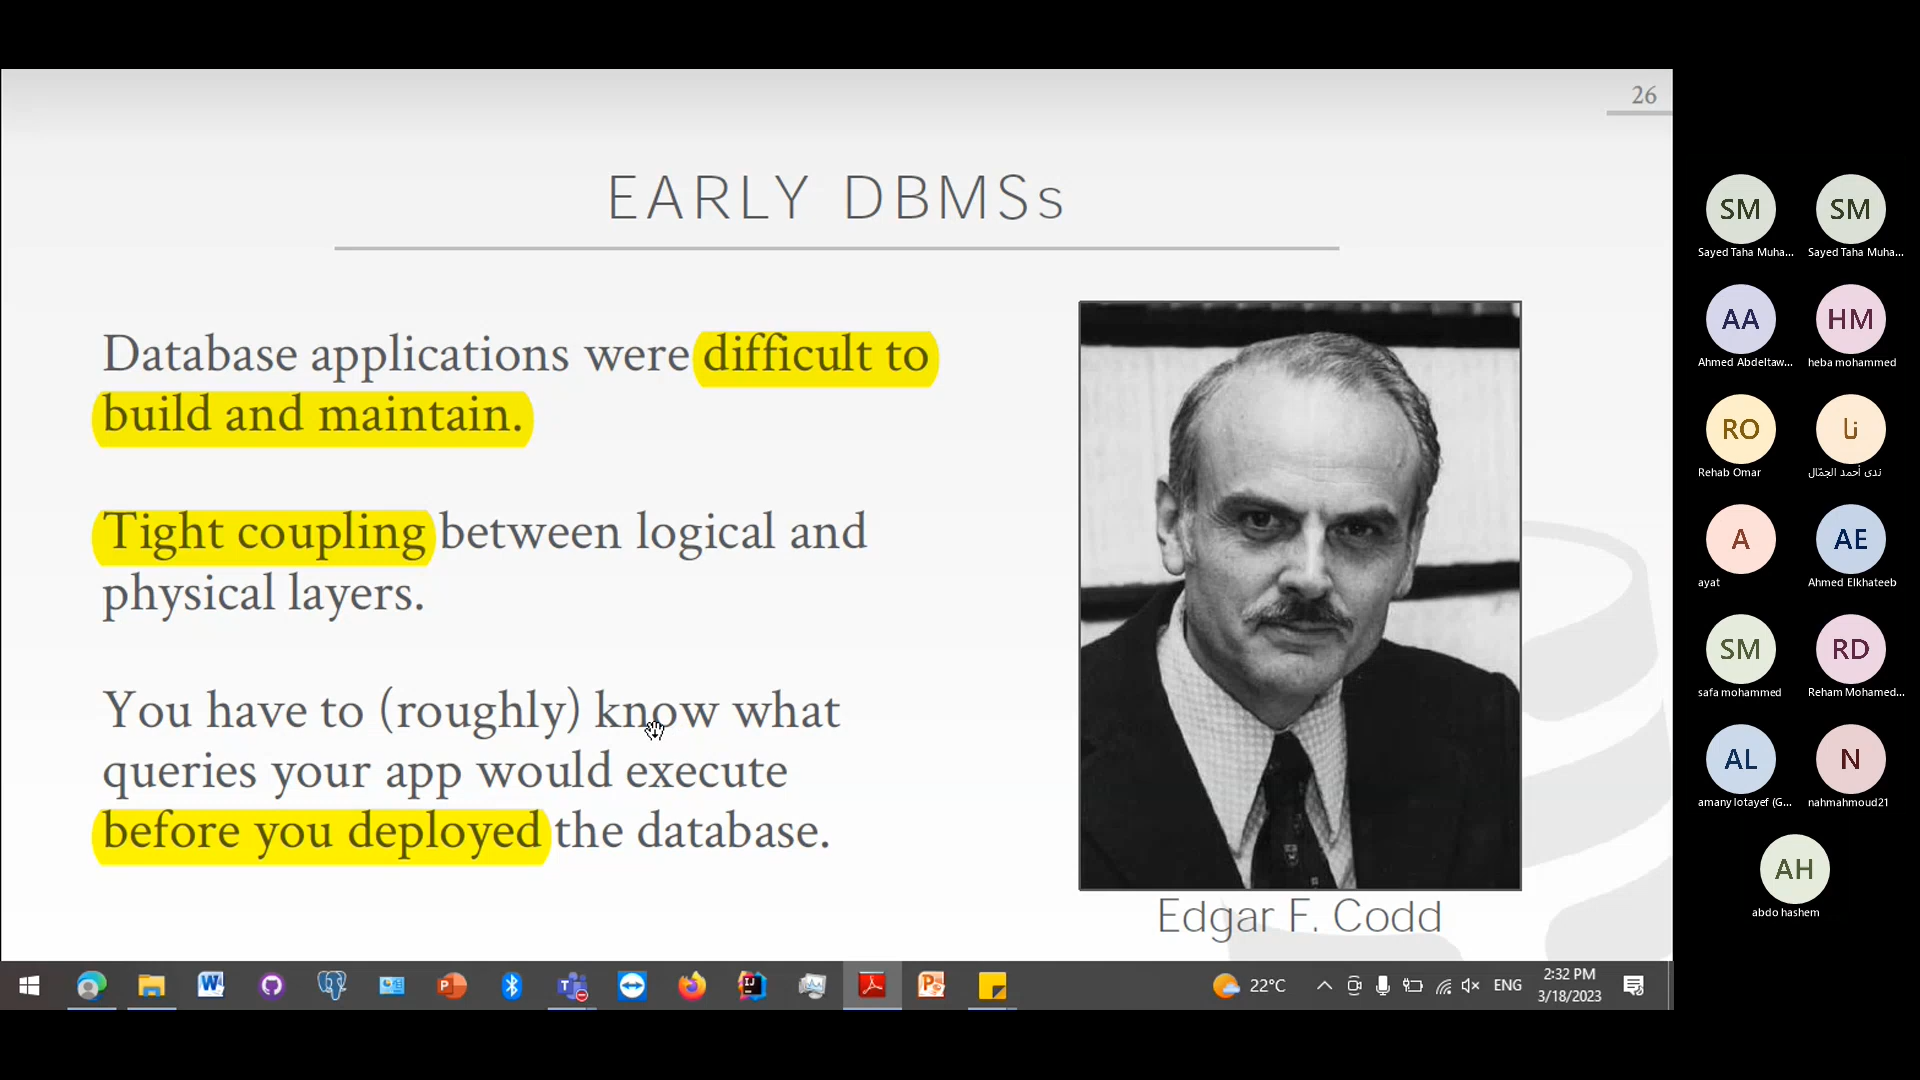 26
EARLY DBMSs
Database applications were difficult to
build and maintain.
Tight coupling between logical and
physical layers.
You have to (roughly) know what
queries your app would execute
before you deployed the database.
Edgar F. Codd
SM
SM
Sayed Taha Muha...
Sayed Taha Muha...
AA
HM
Ahmed Abdeltaw...
heba mohammed
RO
نا
Rehab Omar
ندى أحمد الجمّال
A
AE
ayat
Ahmed Elkhateeb
SM
RD
safa mohammed
Reham Mohamed...
AL
N
amany lotayef (G...
nahmahmoud21
AH
abdo hashem
22°C
ENG
2:32 PM
3/18/2023